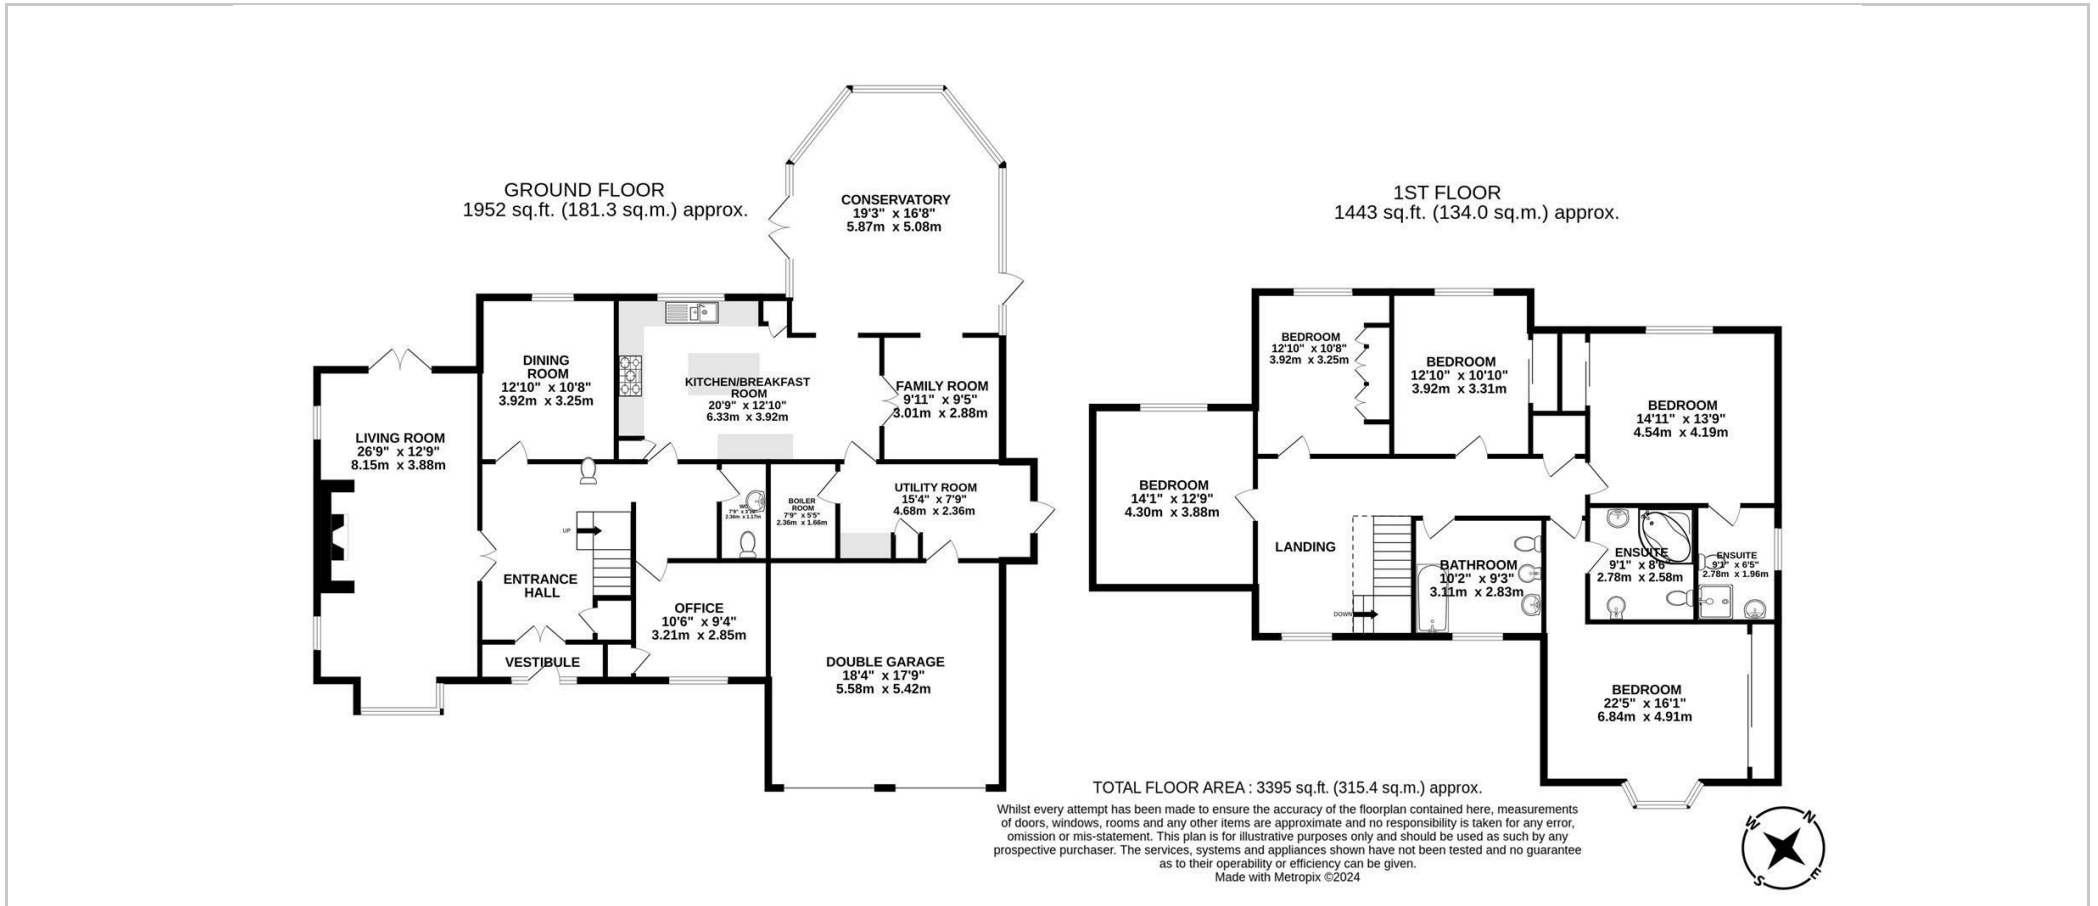 GROUND FLOOR
1952 sq.ft. (181.3 sq.m.) approx.
CONSERVATORY
19'3" x 16'8"
5.87m x 5.08m
DINING
ROOM
12'10" x 10'8"
3.92m x 3.25m
KITCHEN/BREAKFAST
ROOM
20'9" x 12'10"
6.33m x 3.92m
FAMILY ROOM
9'11" x 9'5"
3.01m x 2.88m
LIVING ROOM
26'9" x 12'9"
8.15m x 3.88m
UP
ENTRANCE
HALL
VESTIBULE
2.36m x 1.17m
BOILER
ROOM
7'9" x 5'5"
2.36m x 1.66m
UTILITY ROOM
15'4" x 7'9"
4.68m x 2.36m
OFFICE
10'6" x 9'4"
3.21m x 2.85m
DOUBLE GARAGE
18'4" x 17'9"
5.58m x 5.42m
1ST FLOOR
1443 sq.ft. (134.0 sq.m.) approx.
BEDROOM
12'10" x 10'8"
3.92m x 3.25m
BEDROOM
12'10" x 10'10"
3.92m x 3.31m
BEDROOM
14'11" x 13'9"
4.54m x 4.19m
BEDROOM
14'1" x 12'9"
4.30m x 3.88m
LANDING
DOWN
BATHROOM
10'2" x 9'3"
3.11m x 2.83m
ENSUITE
9'1" x 8'6"
2.78m x 2.58m
ENSUITE
9'1" x 6'5"
2.78m x 1.96m
BEDROOM
22'5" x 16'1"
6.84m x 4.91m
TOTAL FLOOR AREA : 3395 sq.ft. (315.4 sq.m.) approx.
Whilst every attempt has been made to ensure the accuracy of the floorplan contained here, measurements
of doors, windows, rooms and any other items are approximate and no responsibility is taken for any error,
omission or mis-statement. This plan is for illustrative purposes only and should be used as such by any
prospective purchaser. The services, systems and appliances shown have not been tested and no guarantee
as to their operability or efficiency can be given.
Made with Metropix ©2024
N
W
E
S